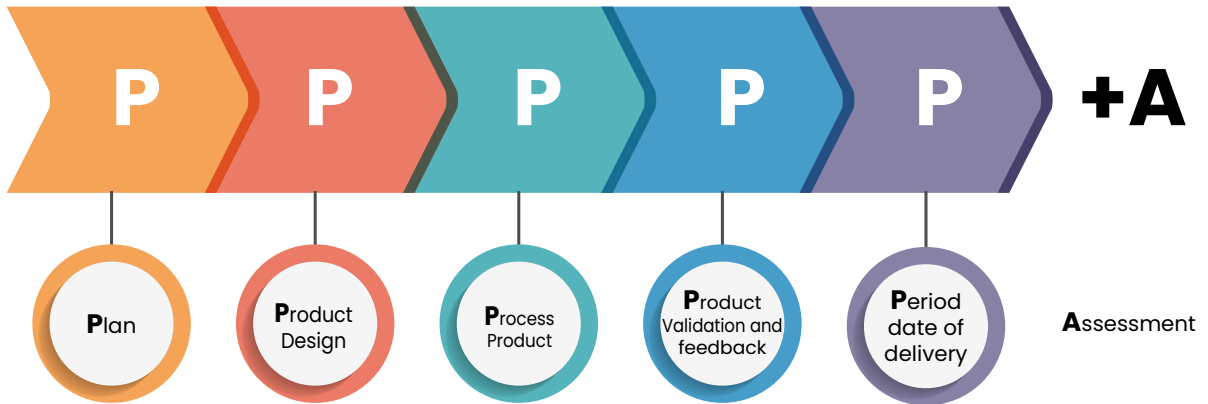 P P P P P +A
Plan
Product
Design
Process
Product
Product
Validation and
feedback
Period
date of
delivery
Assessment